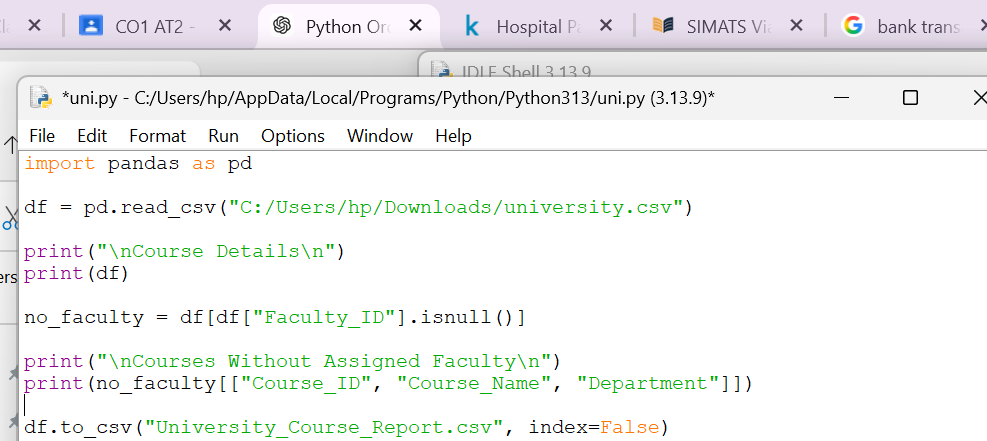 CO1 AT2 -
Python Or
Hospital P
SIMATS Via
bank trans
IDLE Shell 3.13.9
*uni.py - C:/Users/hp/AppData/Local/Programs/Python/Python313/uni.py (3.13.9)*
File Edit Format Run Options Window Help
import pandas as pd
df = pd.read_csv("C:/Users/hp/Downloads/university.csv")
print("\nCourse Details\n")
print(df)
no_faculty = df[df["Faculty_ID"].isnull()]
print("\nCourses Without Assigned Faculty\n")
print(no_faculty[["Course_ID", "Course_Name", "Department"]])
df.to_csv("University_Course_Report.csv", index=False)
ers